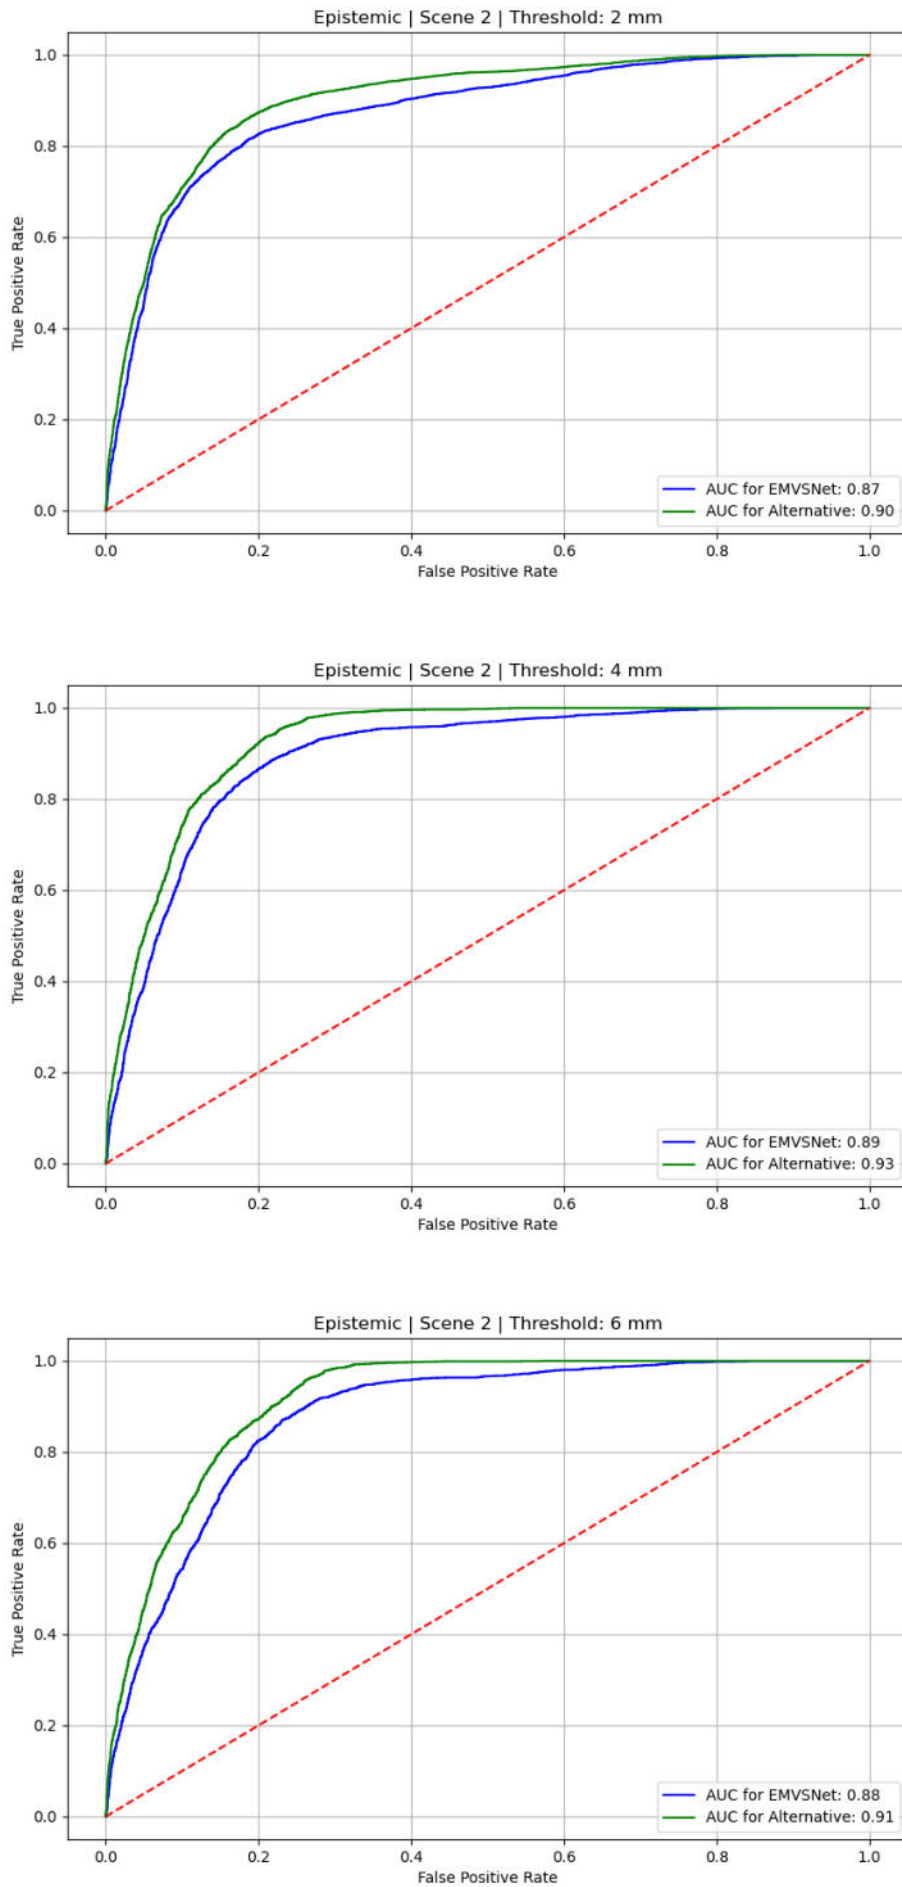 Epistemic | Scene 2 | Threshold: 2 mm
1.0
0.8
0.6
0.4
0.2
0.0
True Positive Rate
AUC for EMVSNet: 0.87
AUC for Alternative: 0.90
0.0 0.2 0.4 0.6 0.8 1.0
False Positive Rate
Epistemic | Scene 2 | Threshold: 4 mm
1.0
0.8
0.6
0.4
0.2
0.0
True Positive Rate
AUC for EMVSNet: 0.89
AUC for Alternative: 0.93
0.0 0.2 0.4 0.6 0.8 1.0
False Positive Rate
Epistemic | Scene 2 | Threshold: 6 mm
1.0
0.8
0.6
0.4
0.2
0.0
True Positive Rate
AUC for EMVSNet: 0.88
AUC for Alternative: 0.91
0.0 0.2 0.4 0.6 0.8 1.0
False Positive Rate